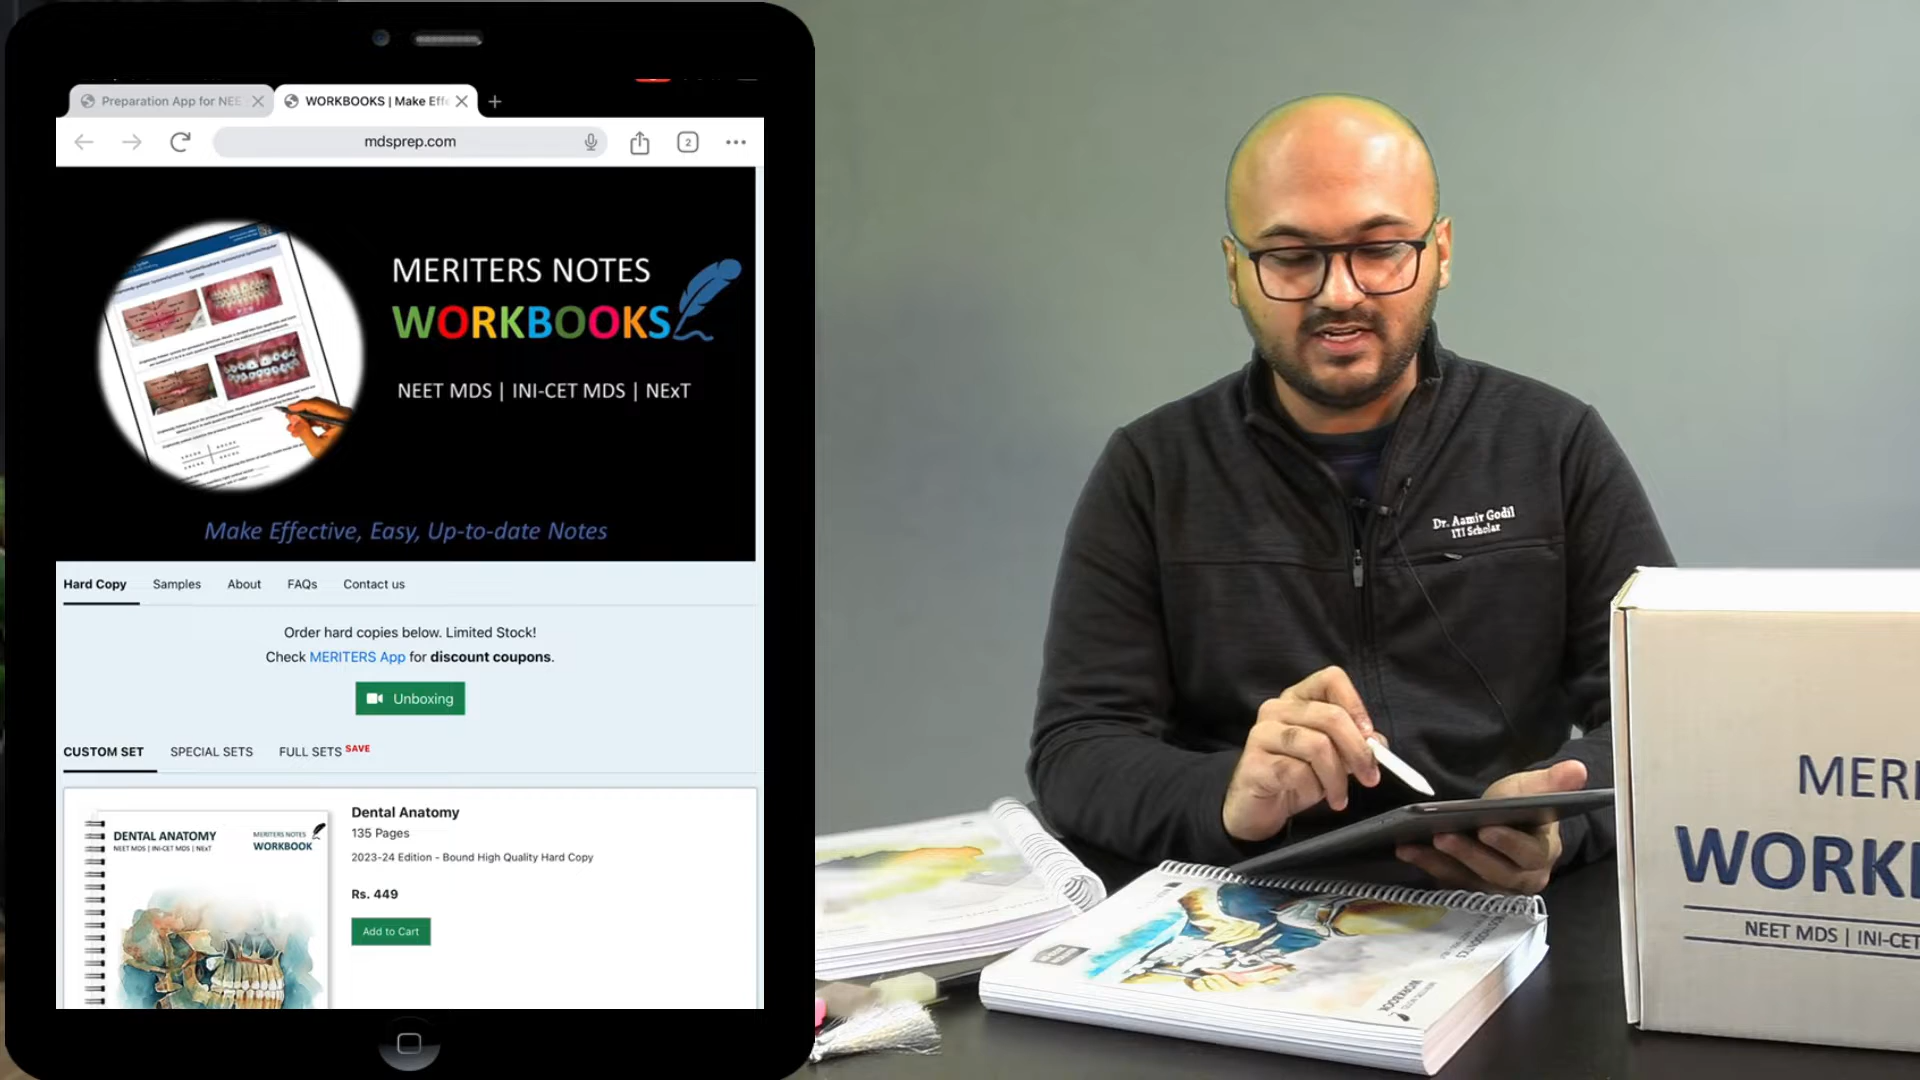 Preparation App for NEE
WORKBOOKS | Make Effe
mdsprep.com
2
MERITERS NOTES
WORKBOOKS
NEET MDS | INI-CET MDS | NExT
Make Effective, Easy, Up-to-date Notes
Hard Copy Samples About FAQs Contact us
Order hard copies below. Limited Stock!
Check MERITERS App for discount coupons.
Unboxing
CUSTOM SET SPECIAL SETS FULL SETS SAVE
Dental Anatomy
135 Pages
2023-24 Edition - Bound High Quality Hard Copy
Rs. 449
Add to Cart
DENTAL ANATOMY
NEET MDS | INI-CET MDS | NExT
MERITERS NOTES
WORKBOOK
Dr. Aamir Godil
ITI Scholar
MERI
WORK
NEET MDS | INI-CET
MERITERS NOTES
WORKBOOK